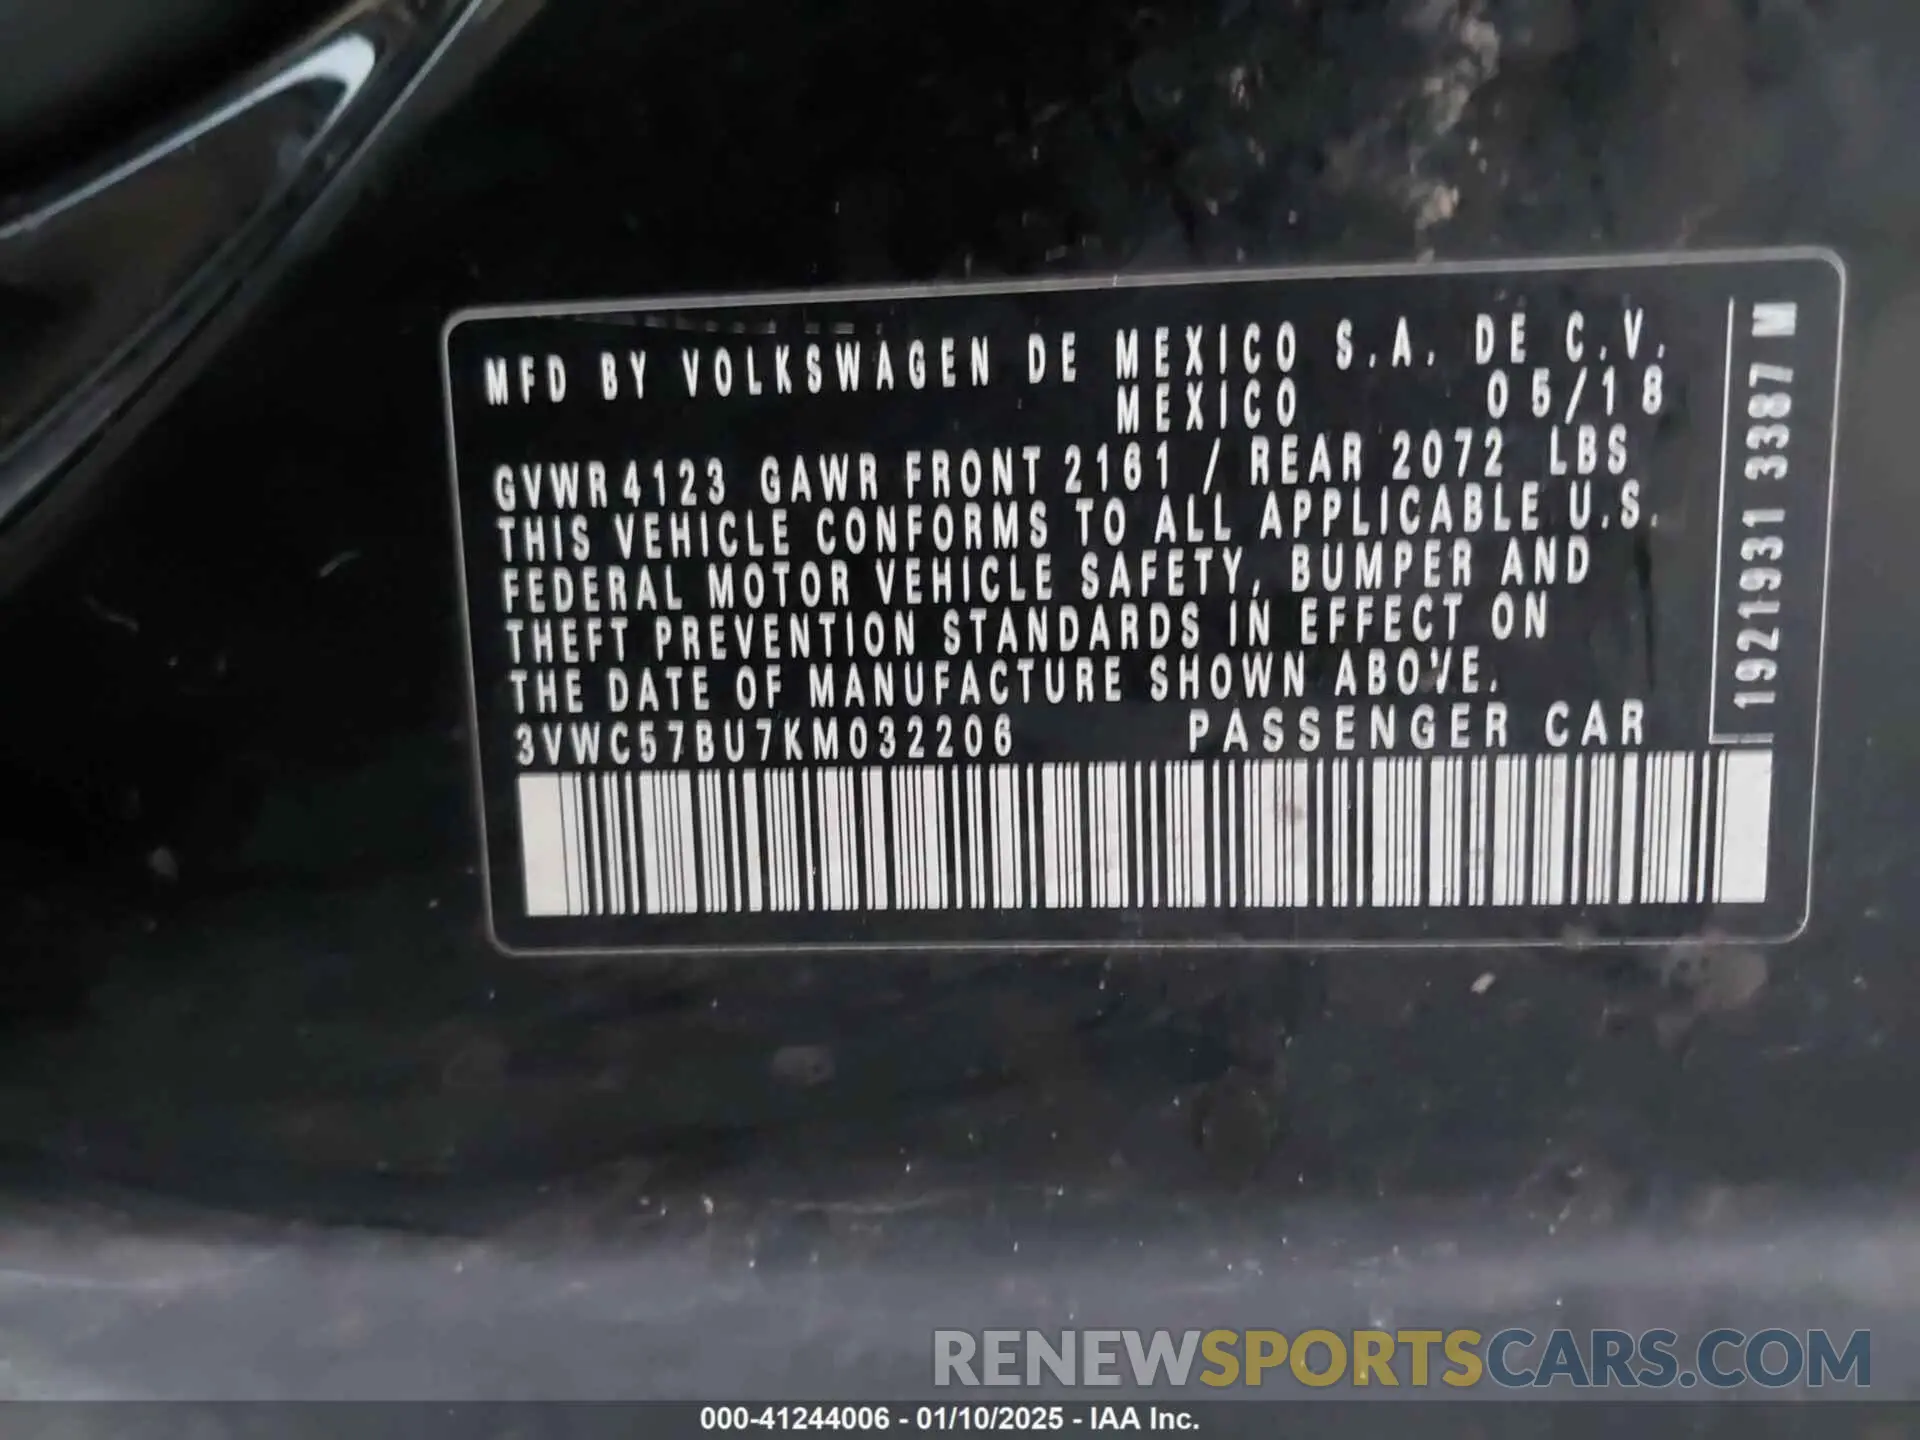 MFD BY VOLKSWAGEN DE MEXICO S.A. DE C.V.
MEXICO 05/18
GVWR 4123 GAWR FRONT 2161 / REAR 2072 LBS
THIS VEHICLE CONFORMS TO ALL APPLICABLE U.S.
FEDERAL MOTOR VEHICLE SAFETY, BUMPER AND
THEFT PREVENTION STANDARDS IN EFFECT ON
THE DATE OF MANUFACTURE SHOWN ABOVE.
3VWC57BU7KM032206 PASSENGER CAR
1921931 3387 M
RENEWSPORTSCARS.COM
000-41244006 - 01/10/2025 - IAA Inc.